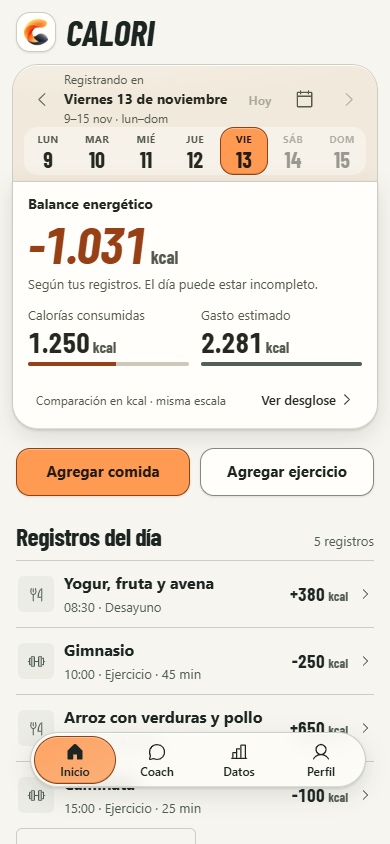 CALORI
Registrando en
Viernes 13 de noviembre
Hoy
9–15 nov · lun–dom
LUN MAR MIÉ JUE VIE SÁB DOM
9 10 11 12 13 14 15
Balance energético
-1.031 kcal
Según tus registros. El día puede estar incompleto.
Calorías consumidas Gasto estimado
1.250 kcal 2.281 kcal
Comparación en kcal · misma escala Ver desglose
Agregar comida Agregar ejercicio
Registros del día 5 registros
Yogur, fruta y avena
+380 kcal
08:30 · Desayuno
Gimnasio
-250 kcal
10:00 · Ejercicio · 45 min
Arroz con verduras y pollo
+650 kcal
Inicio Coach Datos Perfil
-100 kcal
15:00 · Ejercicio · 25 min